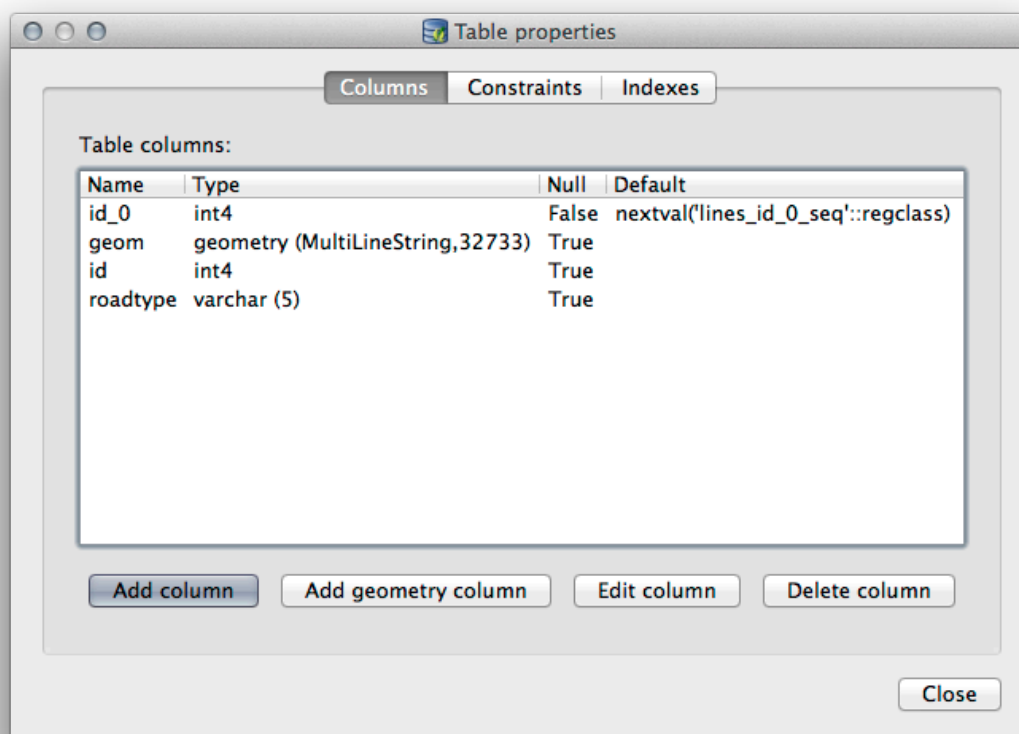 Table properties
Columns Constraints Indexes
Table columns:
Name Type Null Default
id_0 int4 False nextval('lines_id_0_seq'::regclass)
geom geometry (MultiLineString,32733) True
id int4 True
roadtype varchar (5) True
Add column Add geometry column Edit column Delete column
Close